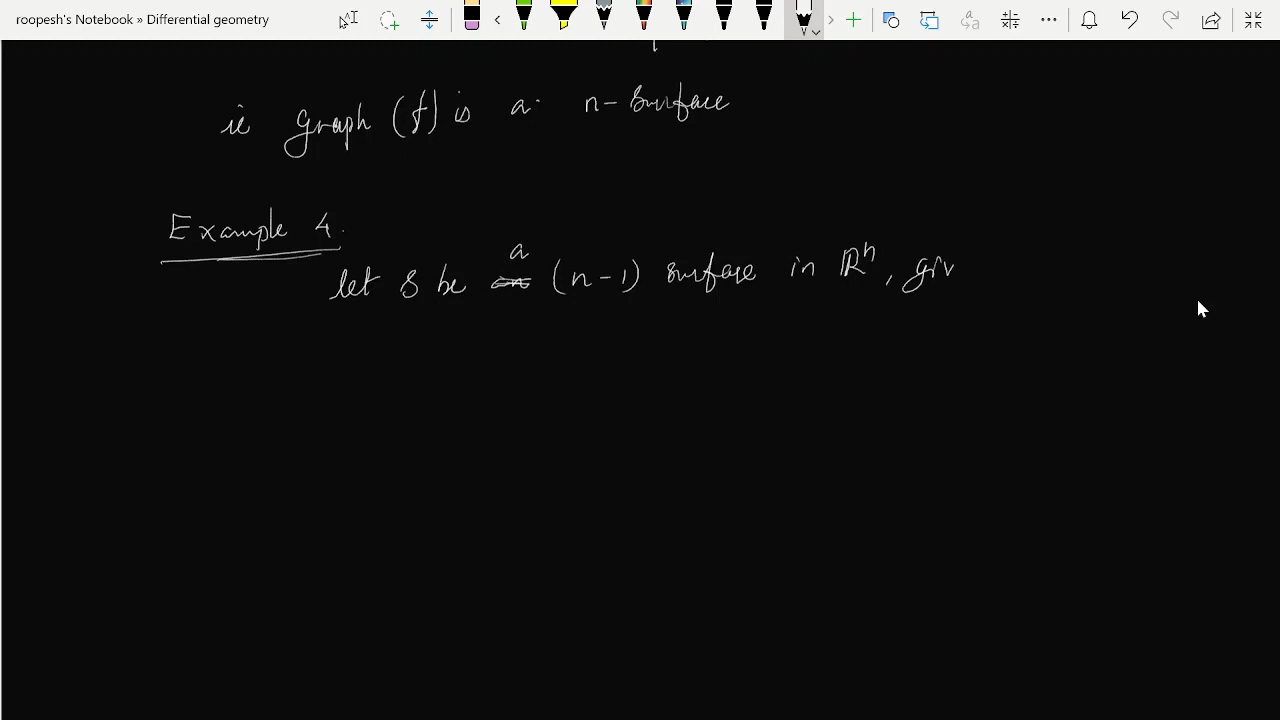 roopesh's Notebook » Differential geometry
ie Graph (f) is a n-surface
Example 4.
a
let S be an (n-1) surface in ℝⁿ, giv